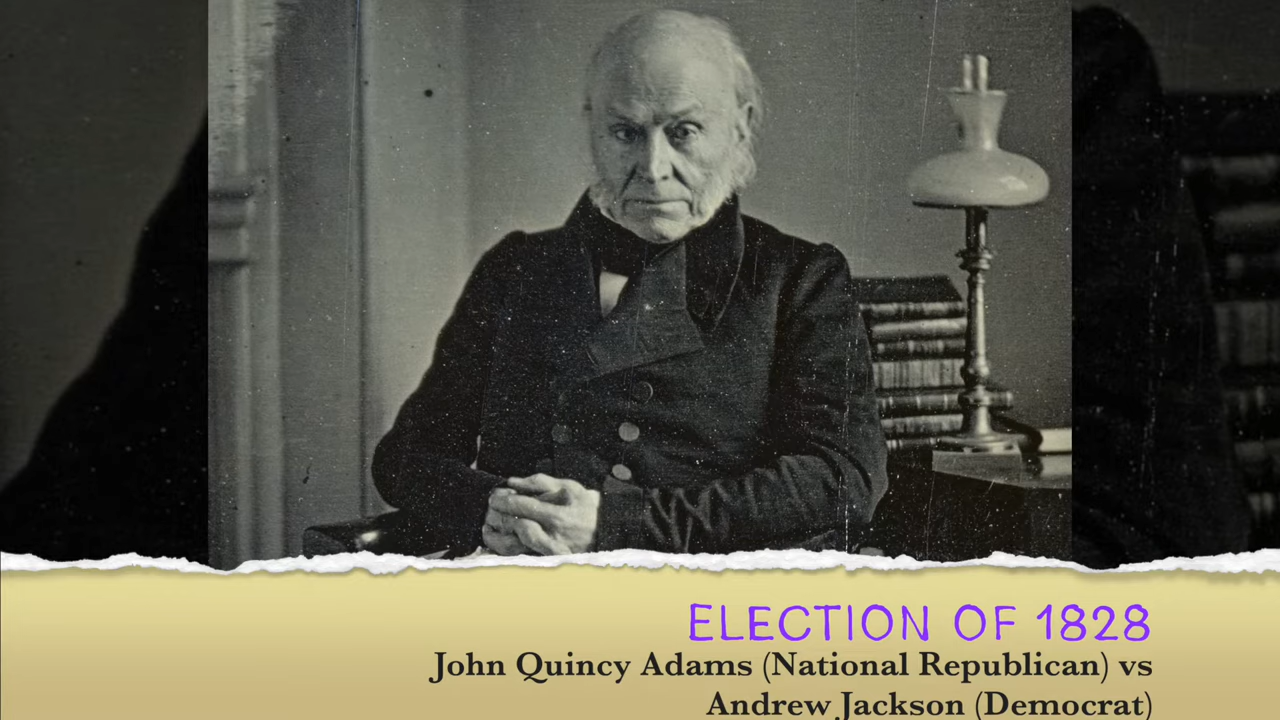 ELECTION OF 1828
John Quincy Adams (National Republican) vs
Andrew Jackson (Democrat)